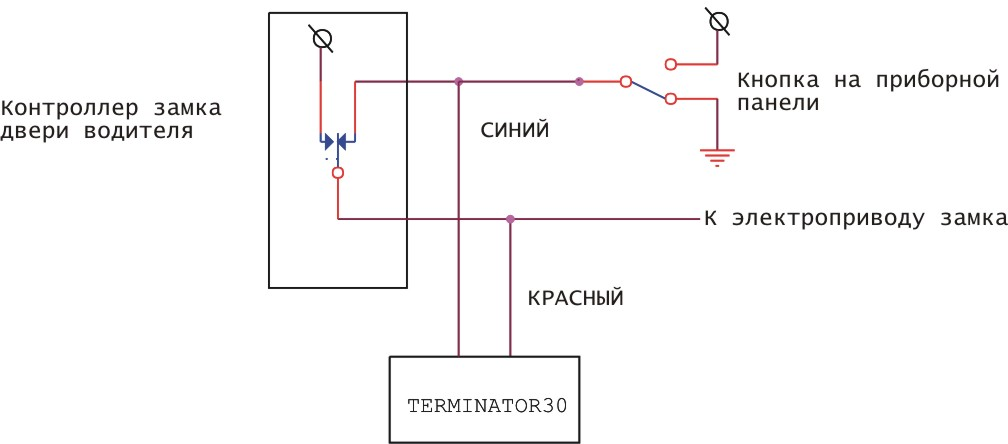 Контроллер замка
двери водителя
Кнопка на приборной
панели
СИНИЙ
К электроприводу замка
КРАСНЫЙ
TERMINATOR30